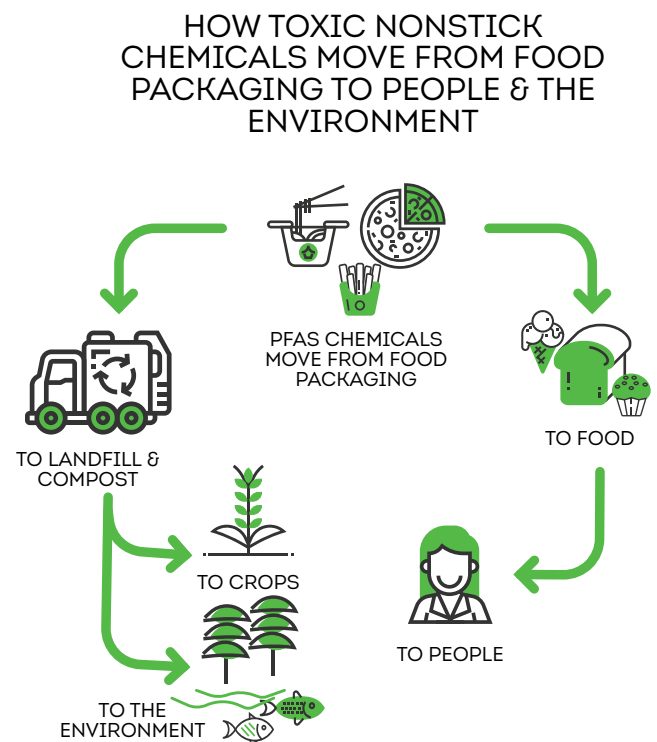 HOW TOXIC NONSTICK
CHEMICALS MOVE FROM FOOD
PACKAGING TO PEOPLE & THE
ENVIRONMENT
PFAS CHEMICALS
MOVE FROM FOOD
PACKAGING
TO FOOD
TO LANDFILL &
COMPOST
TO CROPS
TO PEOPLE
TO THE
ENVIRONMENT